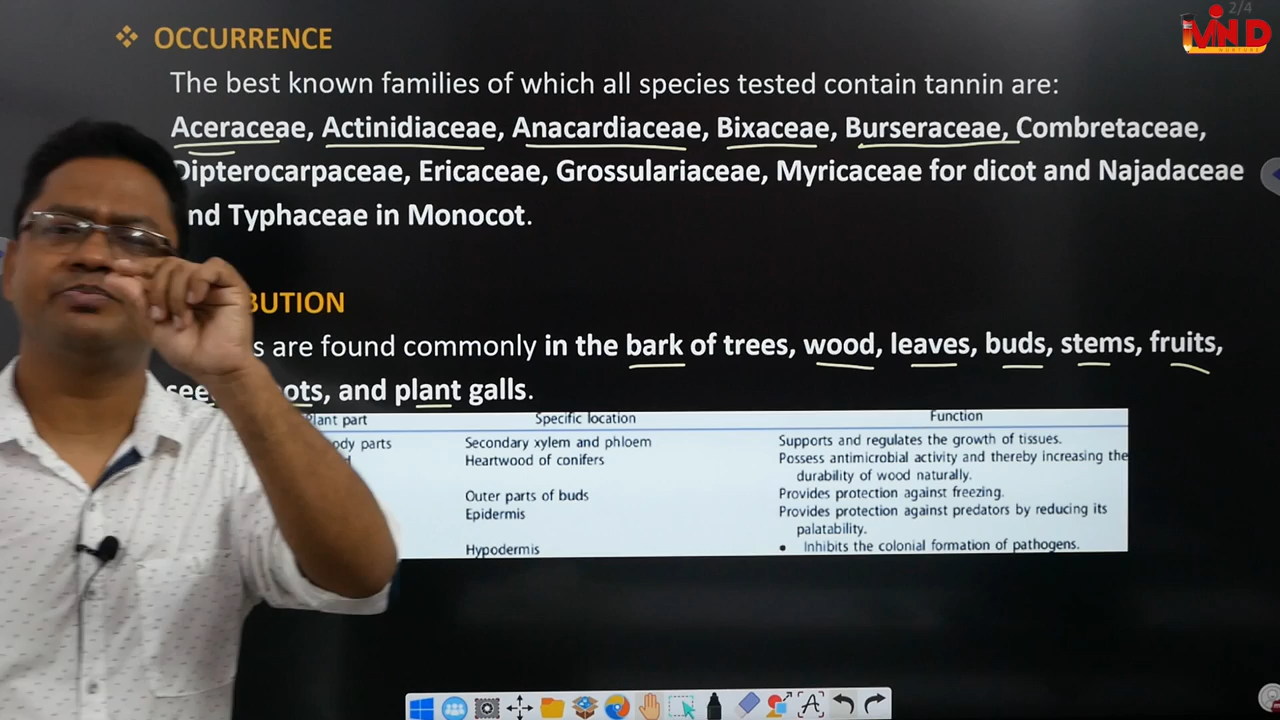 2/4
MIND
NURTURE
❖ OCCURRENCE
The best known families of which all species tested contain tannin are:
Aceraceae, Actinidiaceae, Anacardiaceae, Bixaceae, Burseraceae, Combretaceae,
Dipterocarpaceae, Ericaceae, Grossulariaceae, Myricaceae for dicot and Najadaceae
nd Typhaceae in Monocot.
BUTION
s are found commonly in the bark of trees, wood, leaves, buds, stems, fruits,
see ots, and plant galls.
Plant part Specific location Function
ody parts Secondary xylem and phloem Supports and regulates the growth of tissues.
Heartwood of conifers Possess antimicrobial activity and thereby increasing the
durability of wood naturally.
Outer parts of buds Provides protection against freezing.
Epidermis Provides protection against predators by reducing its
palatability.
Hypodermis • Inhibits the colonial formation of pathogens.